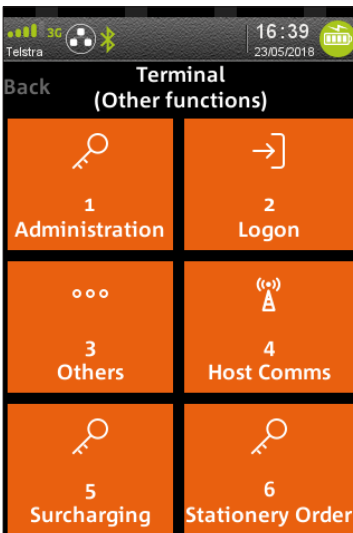 3G
16:39
Telstra
23/05/2018
Back
Terminal
(Other functions)
1
Administration
2
Logon
3
Others
4
Host Comms
5
Surcharging
6
Stationery Order